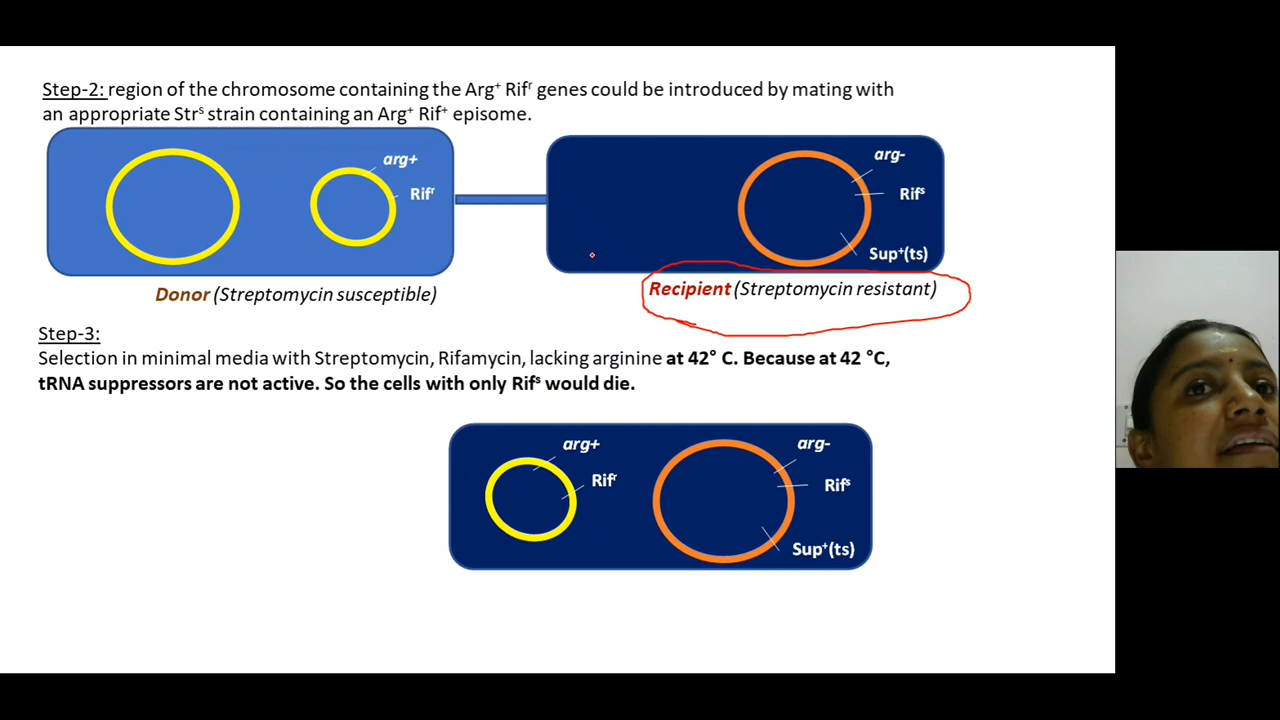 Step-2: region of the chromosome containing the Arg⁺ Rifʳ genes could be introduced by mating with
an appropriate Strˢ strain containing an Arg⁺ Rif⁺ episome.
arg+
Rifʳ
arg-
Rifˢ
Sup⁺(ts)
Donor (Streptomycin susceptible)
Recipient (Streptomycin resistant)
Step-3:
Selection in minimal media with Streptomycin, Rifamycin, lacking arginine at 42° C. Because at 42 °C,
tRNA suppressors are not active. So the cells with only Rifˢ would die.
arg+
Rifʳ
arg-
Rifˢ
Sup⁺(ts)